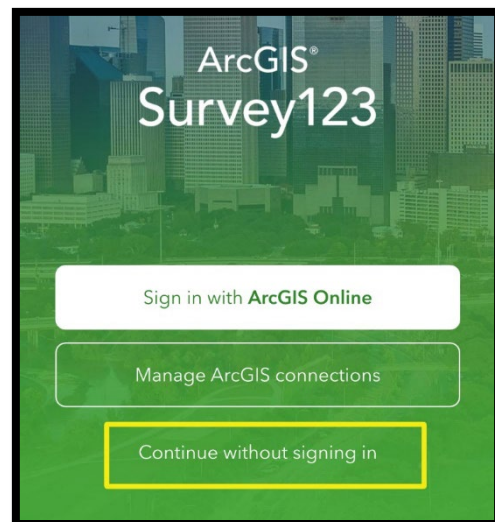 ArcGIS®
Survey123
Sign in with ArcGIS Online
Manage ArcGIS connections
Continue without signing in